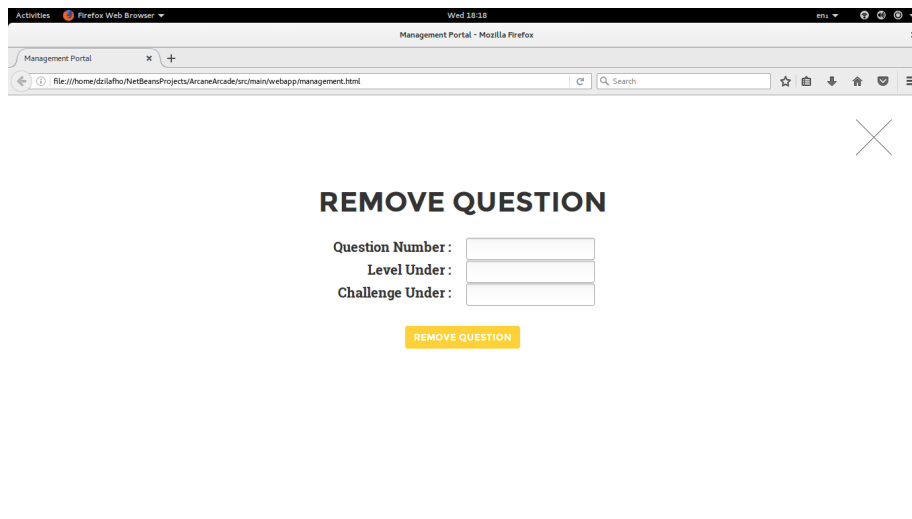 Activities Firefox Web Browser Wed 18:18 en₁
Management Portal - Mozilla Firefox
Management Portal
file:///home/dzilafho/NetBeansProjects/ArcaneArcade/src/main/webapp/management.html Search
REMOVE QUESTION
Question Number :
Level Under :
Challenge Under :
REMOVE QUESTION